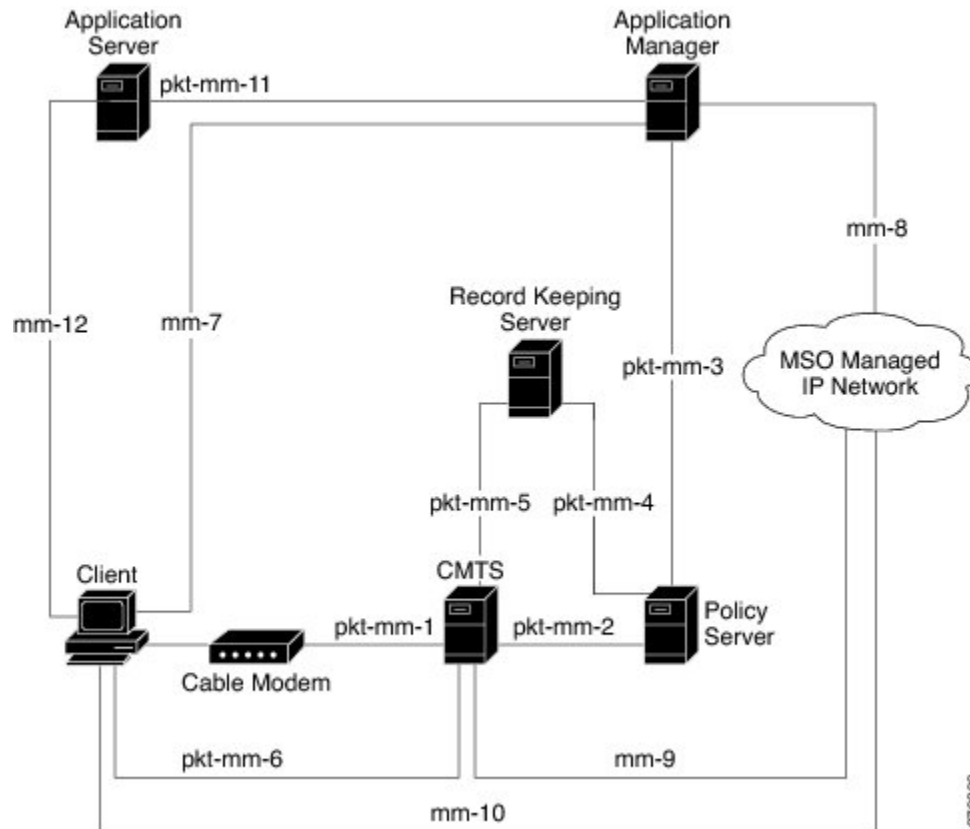 Application
Server
Application
Manager
pkt-mm-11
mm-8
Record Keeping
Server
mm-12
mm-7
pkt-mm-3
MSO Managed
IP Network
pkt-mm-5
pkt-mm-4
Client
CMTS
pkt-mm-1
pkt-mm-2
Policy
Server
Cable Modem
pkt-mm-6
mm-9
mm-10